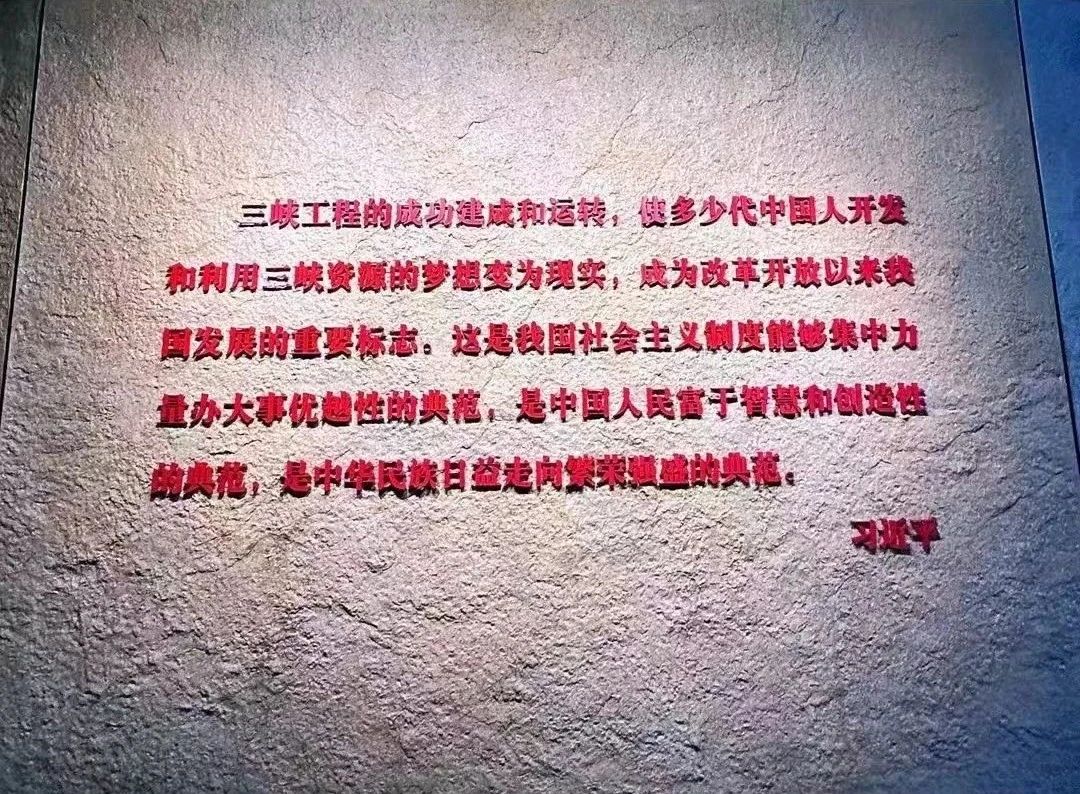 三峡工程的成功建成和运转，使多少代中国人开发
和利用三峡资源的梦想变为现实，成为改革开放以来我
国发展的重要标志。这是我国社会主义制度能够集中力
量办大事优越性的典范，是中国人民富于智慧和创造性
的典范，是中华民族日益走向繁荣强盛的典范。
习近平